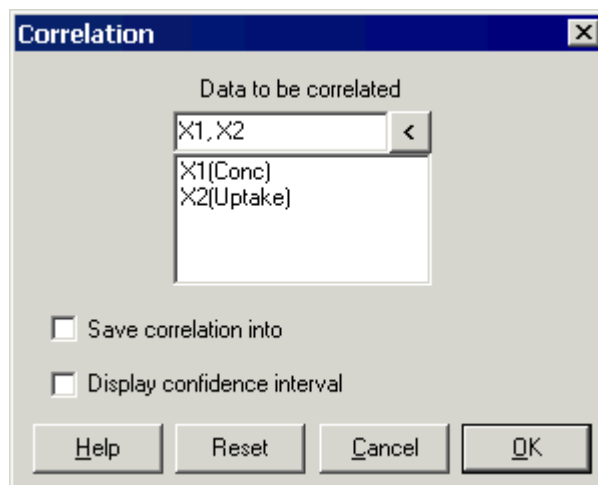 Correlation
Data to be correlated
X1, X2 <
X1(Conc)
X2(Uptake)
Save correlation into
Display confidence interval
Help Reset Cancel OK